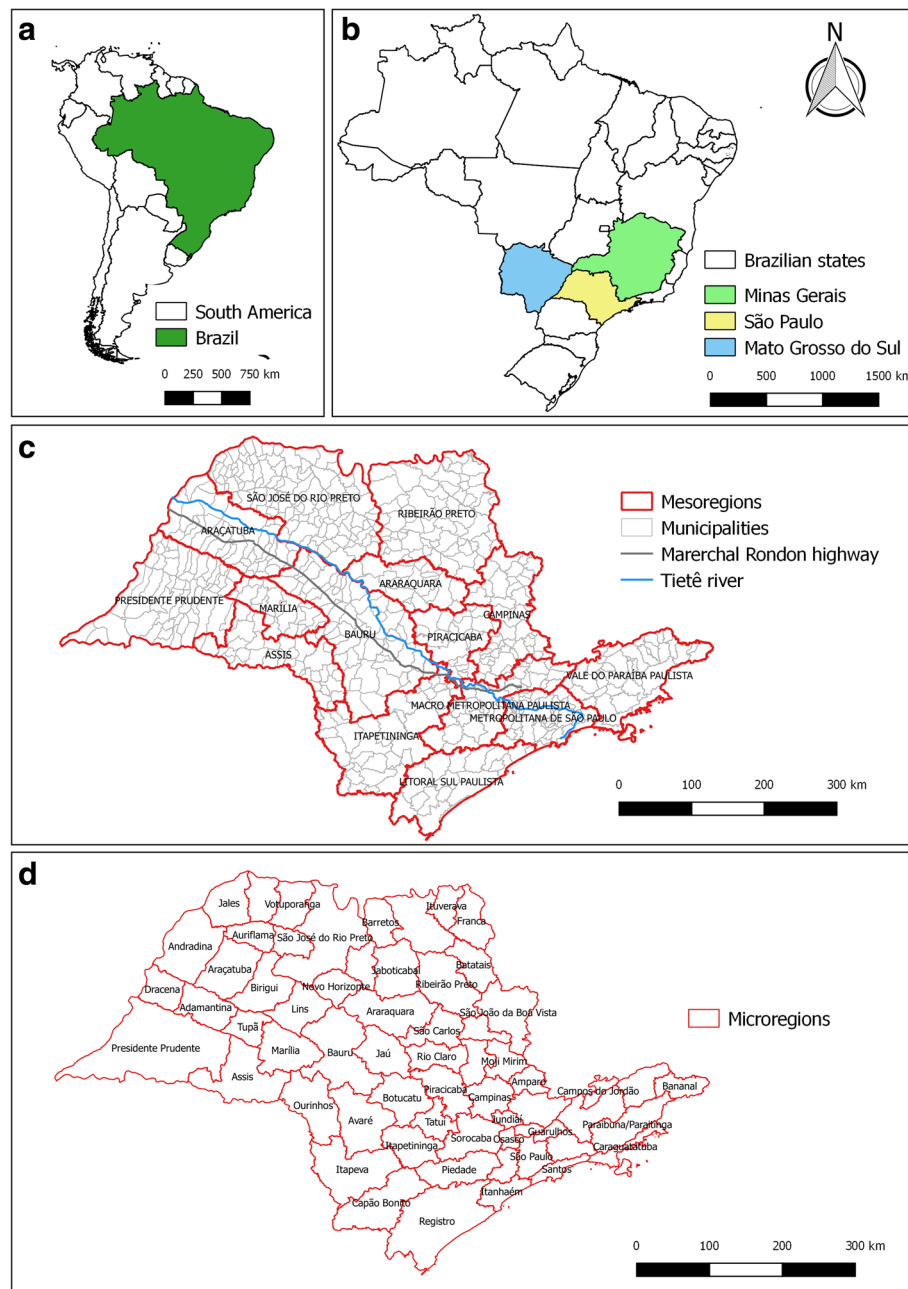 a
South America
Brazil
0 250 500 750 km
b
N
Brazilian states
Minas Gerais
São Paulo
Mato Grosso do Sul
0 500 1000 1500 km
c
SÃO JOSÉ DO RIO PRETO
RIBEIRÃO PRETO
ARAÇATUBA
ARARAQUARA
PRESIDENTE PRUDENTE
MARÍLIA
CAMPINAS
BAURU
PIRACICABA
ASSIS
VALE DO PARAÍBA PAULISTA
MACRO METROPOLITANA PAULISTA
METROPOLITANA DE SÃO PAULO
ITAPETININGA
LITORAL SUL PAULISTA
Mesoregions
Municipalities
Marerchal Rondon highway
Tietê river
0 100 200 300 km
d
Jales
Votuporanga
Ituverava
Barretos
Franca
Auriflama
São José do Rio Preto
Andradina
Araçatuba
Jaboticabal
Batatais
Dracena
Birigui
Novo Horizonte
Ribeirão Preto
Adamantina
Lins
Araraquara
São João da Boa Vista
Tupã
São Carlos
Presidente Prudente
Marília
Bauru
Jaú
Rio Claro
Moji Mirim
Assis
Amparo
Campos do Jordão
Bananal
Ourinhos
Botucatu
Piracicaba
Campinas
Avaré
Tatuí
Jundiaí
Paraibuna/Paraitinga
Guarulhos
Itapetininga
Sorocaba
Osasco
Caraguatatuba
São Paulo
Itapeva
Piedade
Santos
Itanhaém
Capão Bonito
Registro
Microregions
0 100 200 300 km